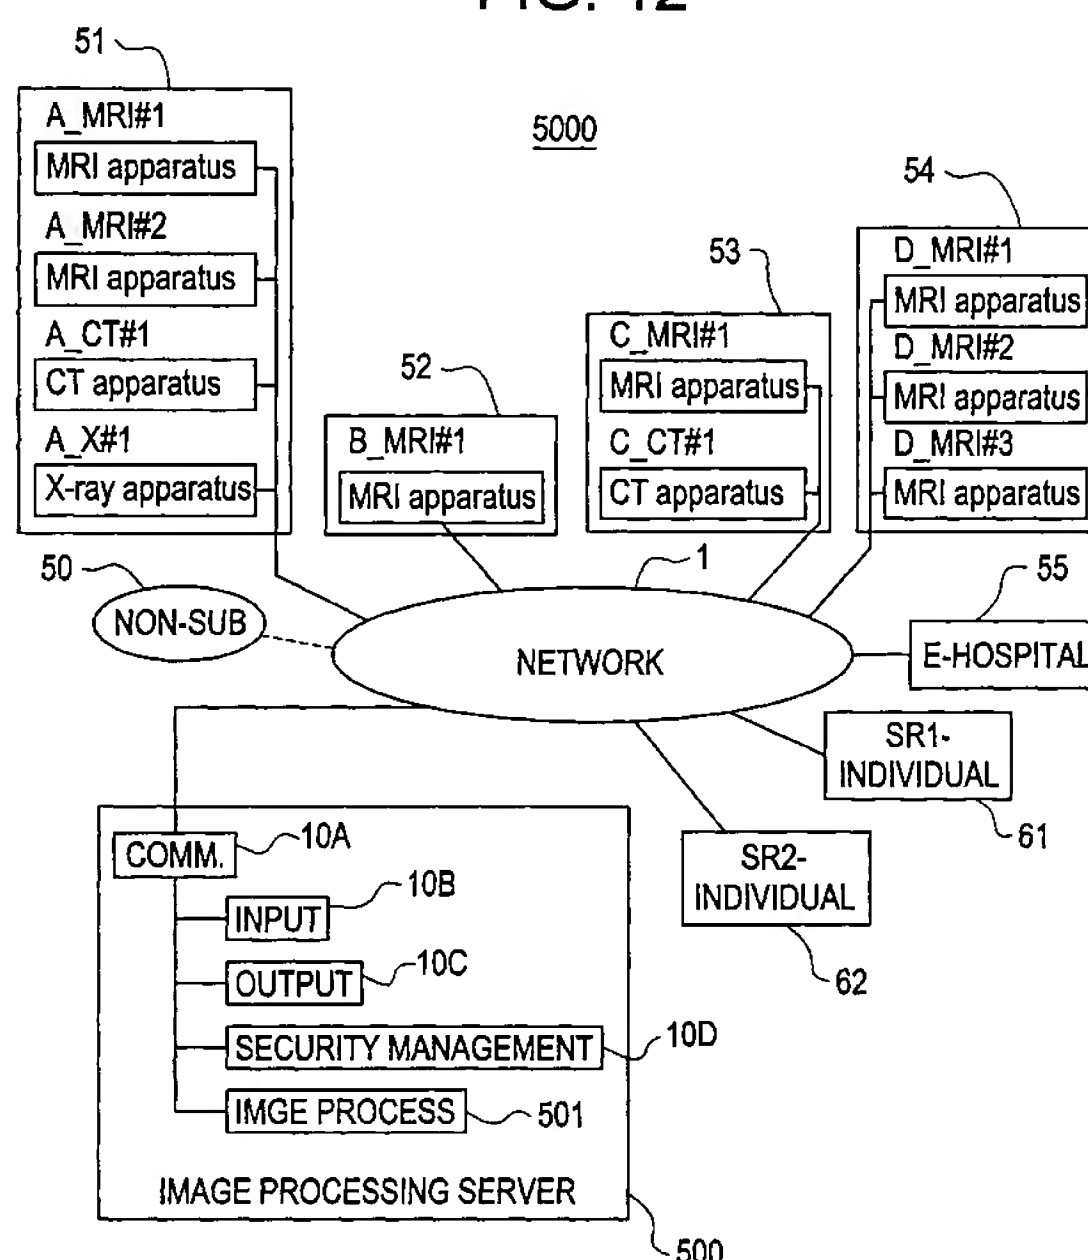 FIG. 12
51
A_MRI#1
MRI apparatus
A_MRI#2
MRI apparatus
A_CT#1
CT apparatus
A_X#1
X-ray apparatus
5000
52
B_MRI#1
MRI apparatus
53
C_MRI#1
MRI apparatus
C_CT#1
CT apparatus
54
D_MRI#1
MRI apparatus
D_MRI#2
MRI apparatus
D_MRI#3
MRI apparatus
50
NON-SUB
1
NETWORK
55
E-HOSPITAL
SR1-
INDIVIDUAL
61
SR2-
INDIVIDUAL
62
COMM.
10A
INPUT
10B
OUTPUT
10C
SECURITY MANAGEMENT
10D
IMGE PROCESS
501
IMAGE PROCESSING SERVER
500